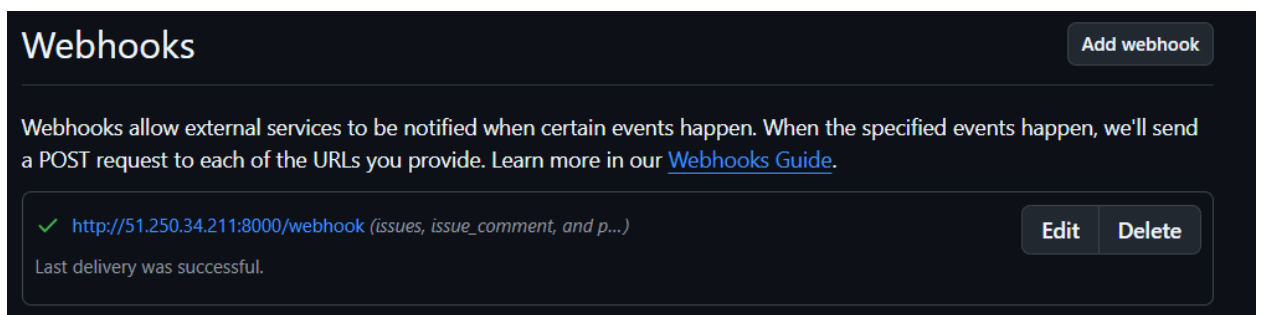 Webhooks
Add webhook
Webhooks allow external services to be notified when certain events happen. When the specified events happen, we'll send
a POST request to each of the URLs you provide. Learn more in our Webhooks Guide.
http://51.250.34.211:8000/webhook (issues, issue_comment, and p...)
Edit
Delete
Last delivery was successful.